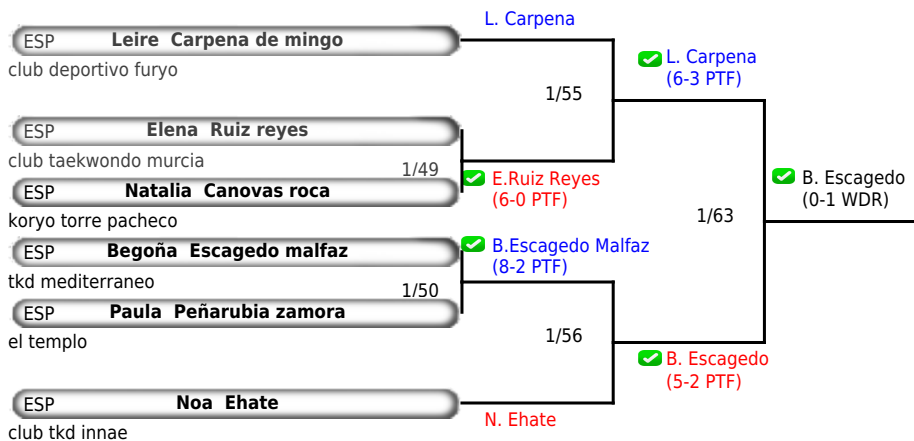 L. Carpena
ESP Leire Carpena de mingo
club deportivo furyo
L. Carpena
(6-3 PTF)
1/55
ESP Elena Ruiz reyes
club taekwondo murcia
1/49
E.Ruiz Reyes
(6-0 PTF)
ESP Natalia Canovas roca
koryo torre pacheco
B. Escagedo
(0-1 WDR)
1/63
ESP Begoña Escagedo malfaz
tkd mediterraneo
B.Escagedo Malfaz
(8-2 PTF)
1/50
ESP Paula Peñarubia zamora
el templo
1/56
B. Escagedo
(5-2 PTF)
ESP Noa Ehate
club tkd innae
N. Ehate